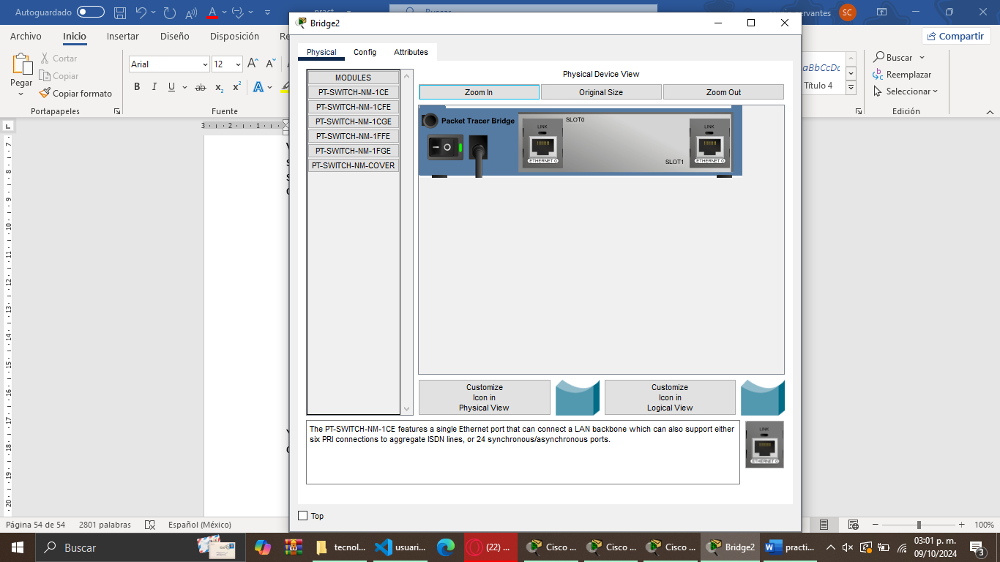 Autoguardado
pract...
Buscar
cervantes
SC
Bridge2
Archivo
Inicio
Insertar
Diseño
Disposición
Re
Compartir
Physical
Config
Attributes
Pegar
Cortar
Copiar
Copiar formato
Portapapeles
Arial
12
Fuente
Título 4
Buscar
Reemplazar
Seleccionar
Edición
MODULES
PT-SWITCH-NM-1CE
PT-SWITCH-NM-1CFE
PT-SWITCH-NM-1CGE
PT-SWITCH-NM-1FFE
PT-SWITCH-NM-1FGE
PT-SWITCH-NM-COVER
Physical Device View
Zoom In
Original Size
Zoom Out
Packet Tracer Bridge
SLOT0
LINK
ETHERNET 0
SLOT1
LINK
ETHERNET 0
Customize
Icon in
Physical View
Customize
Icon in
Logical View
The PT-SWITCH-NM-1CE features a single Ethernet port that can connect a LAN backbone which can also support either
six PRI connections to aggregate ISDN lines, or 24 synchronous/asynchronous ports.
LINK
ETHERNET 0
Top
Página 54 de 54
2801 palabras
Español (México)
100%
Buscar
tecnol...
usuari...
(22) ...
Cisco ...
Cisco ...
Cisco ...
Bridge2
practi...
03:01 p. m.
09/10/2024
3